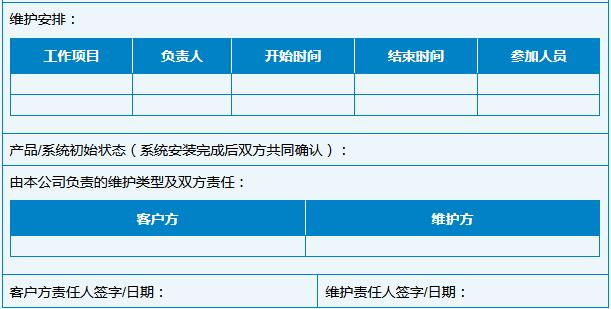 维护安排：
工作项目 负责人 开始时间 结束时间 参加人员
产品/系统初始状态（系统安装完成后双方共同确认）：
由本公司负责的维护类型及双方责任：
客户方 维护方
客户方责任人签字/日期： 维护责任人签字/日期：